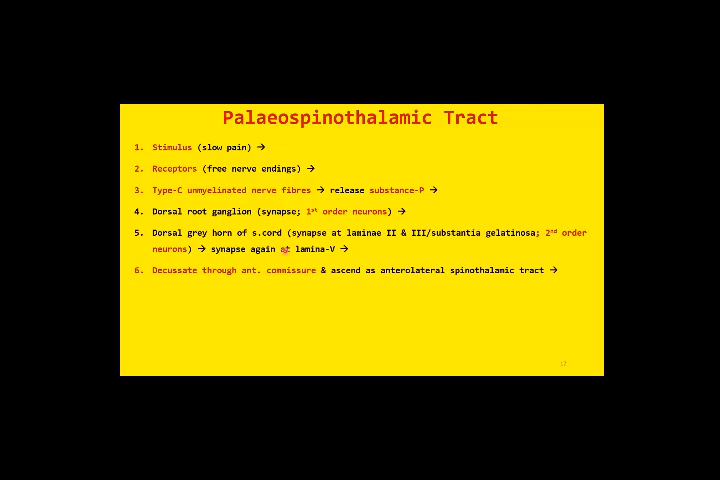 Palaeospinothalamic Tract
1. Stimulus (slow pain) →
2. Receptors (free nerve endings) →
3. Type-C unmyelinated nerve fibres → release substance-P →
4. Dorsal root ganglion (synapse; 1st order neurons) →
5. Dorsal grey horn of s.cord (synapse at laminae II & III/substantia gelatinosa; 2nd order
neurons) → synapse again at lamina-V →
6. Decussate through ant. commissure & ascend as anterolateral spinothalamic tract →
17